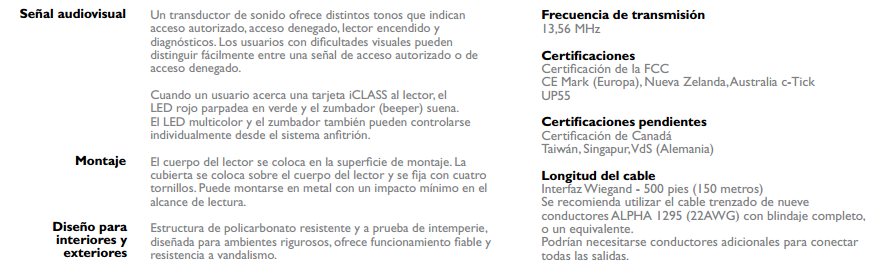 Señal audiovisual
Un transductor de sonido ofrece distintos tonos que indican
acceso autorizado, acceso denegado, lector encendido y
diagnósticos. Los usuarios con dificultades visuales pueden
distinguir fácilmente entre una señal de acceso autorizado o de
acceso denegado.
Cuando un usuario acerca una tarjeta iCLASS al lector, el
LED rojo parpadea en verde y el zumbador (beeper) suena.
El LED multicolor y el zumbador también pueden controlarse
individualmente desde el sistema anfitrión.
Montaje
El cuerpo del lector se coloca en la superficie de montaje. La
cubierta se coloca sobre el cuerpo del lector y se fija con cuatro
tornillos. Puede montarse en metal con un impacto mínimo en el
alcance de lectura.
Diseño para
interiores y
exteriores
Estructura de policarbonato resistente y a prueba de intemperie,
diseñada para ambientes rigurosos, ofrece funcionamiento fiable y
resistencia a vandalismo.
Frecuencia de transmisión
13,56 MHz
Certificaciones
Certificación de la FCC
CE Mark (Europa), Nueva Zelanda, Australia c-Tick
UP55
Certificaciones pendientes
Certificación de Canadá
Taiwán, Singapur, VdS (Alemania)
Longitud del cable
Interfaz Wiegand - 500 pies (150 metros)
Se recomienda utilizar el cable trenzado de nueve
conductores ALPHA 1295 (22AWG) con blindaje completo,
o un equivalente.
Podrían necesitarse conductores adicionales para conectar
todas las salidas.